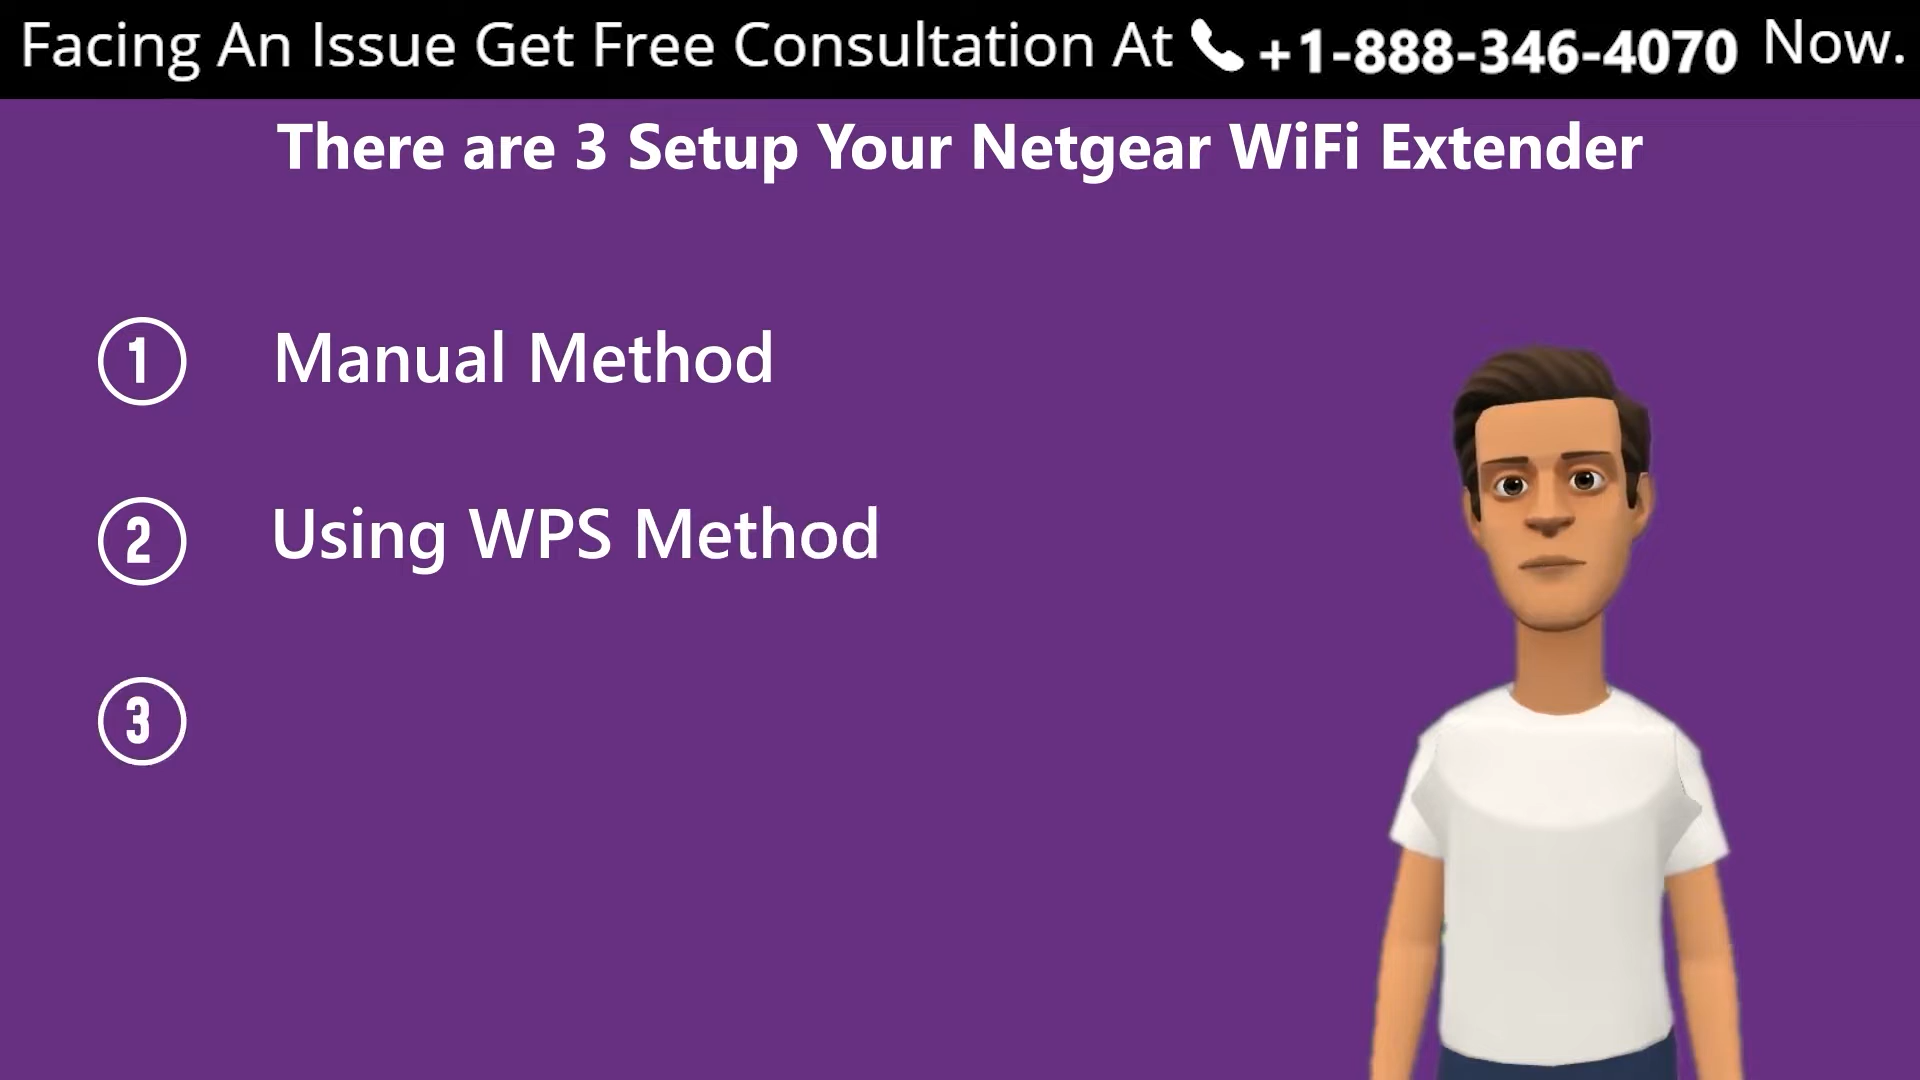 Facing An Issue Get Free Consultation At +1-888-346-4070 Now.
There are 3 Setup Your Netgear WiFi Extender
1 Manual Method
2 Using WPS Method
3